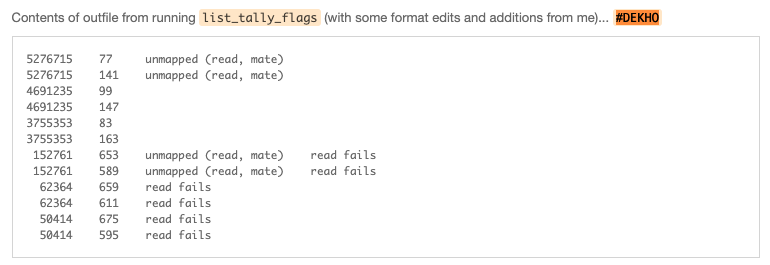 Contents of outfile from running list_tally_flags (with some format edits and additions from me)... #DEKHO
5276715 77 unmapped (read, mate)
5276715 141 unmapped (read, mate)
4691235 99
4691235 147
3755353 83
3755353 163
152761 653 unmapped (read, mate) read fails
152761 589 unmapped (read, mate) read fails
62364 659 read fails
62364 611 read fails
50414 675 read fails
50414 595 read fails